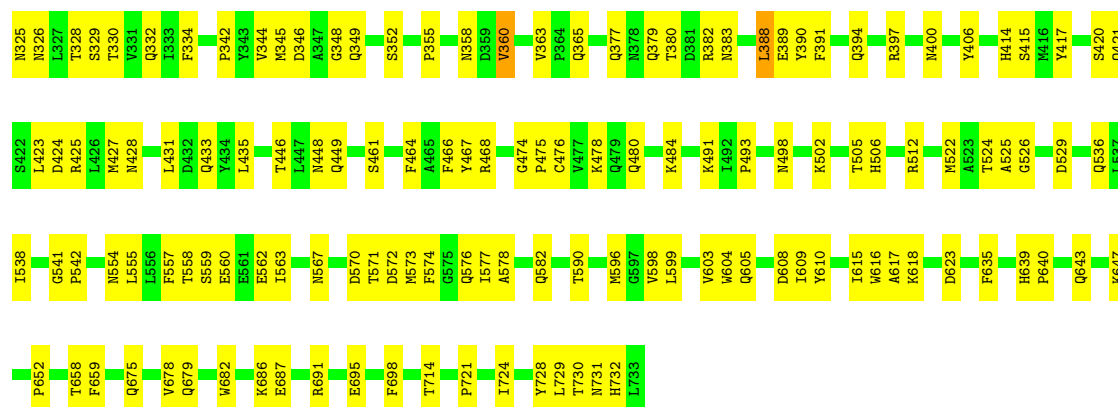 N325 N326 L327 T328 S329 T330 V331 Q332 I333 F334 P342 Y343 V344 M345 D346 A347 G348 Q349 S352 P355 N358 D359 V360 V363 P364 Q365 Q377 N378 Q379 T380 D381 R382 N383 L388 E389 Y390 F391 Q394 R397 N400 Y406 H414 S415 M416 Y417 S420 Q421
S422 L423 D424 R425 L426 M427 N428 L431 D432 Q433 Y434 L435 T446 L447 N448 Q449 S461 F464 A465 F466 Y467 R468 G474 P475 C476 V477 K478 Q479 Q480 K484 K491 I492 P493 N498 K502 T505 H506 R512 M522 A523 T524 A525 G526 D529 Q536 L537
I538 G541 P542 N554 L555 L556 F557 T558 S559 E560 E561 E562 I563 N567 D570 T571 D572 M573 F574 G575 Q576 I577 A578 Q582 T590 M596 G597 V598 L599 V603 W604 Q605 D608 I609 Y610 I615 W616 A617 K618 D623 F635 H639 P640 Q643 K647
P652 T658 F659 Q675 V678 Q679 W682 K686 E687 R691 E695 F698 T714 P721 I724 Y728 L729 T730 N731 H732 L733